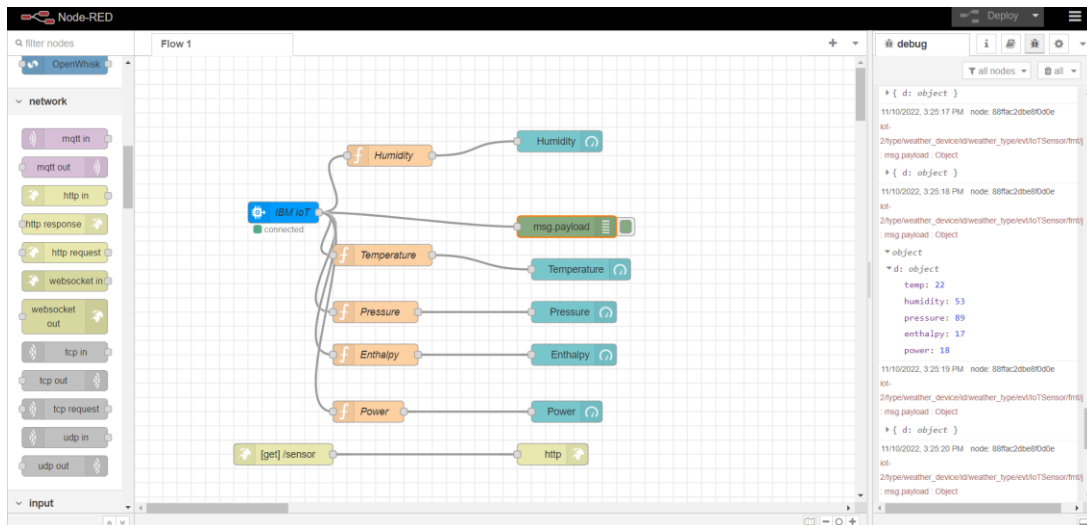 Node-RED
Deploy
filter nodes
Flow 1
debug
i
all nodes
all
OpenWhisk
network
mqtt in
mqtt out
http in
http response
http request
websocket in
websocket
out
tcp in
tcp out
tcp request
udp in
udp out
input
Humidity
Humidity
IBM IoT
connected
msg.payload
Temperature
Temperature
Pressure
Pressure
Enthalpy
Enthalpy
Power
Power
[get] /sensor
http
{ d: object }
11/10/2022, 3:25:17 PM node: 88ffac2dbe8f0d0e
iot-
2/type/weather_device/id/weather_type/evt/IoTSensor/fmt/j
: msg.payload : Object
{ d: object }
11/10/2022, 3:25:18 PM node: 88ffac2dbe8f0d0e
iot-
2/type/weather_device/id/weather_type/evt/IoTSensor/fmt/j
: msg.payload : Object
object
d: object
temp: 22
humidity: 53
pressure: 89
enthalpy: 17
power: 18
11/10/2022, 3:25:19 PM node: 88ffac2dbe8f0d0e
iot-
2/type/weather_device/id/weather_type/evt/IoTSensor/fmt/j
: msg.payload : Object
{ d: object }
11/10/2022, 3:25:20 PM node: 88ffac2dbe8f0d0e
iot-
2/type/weather_device/id/weather_type/evt/IoTSensor/fmt/j
: msg.payload : Object